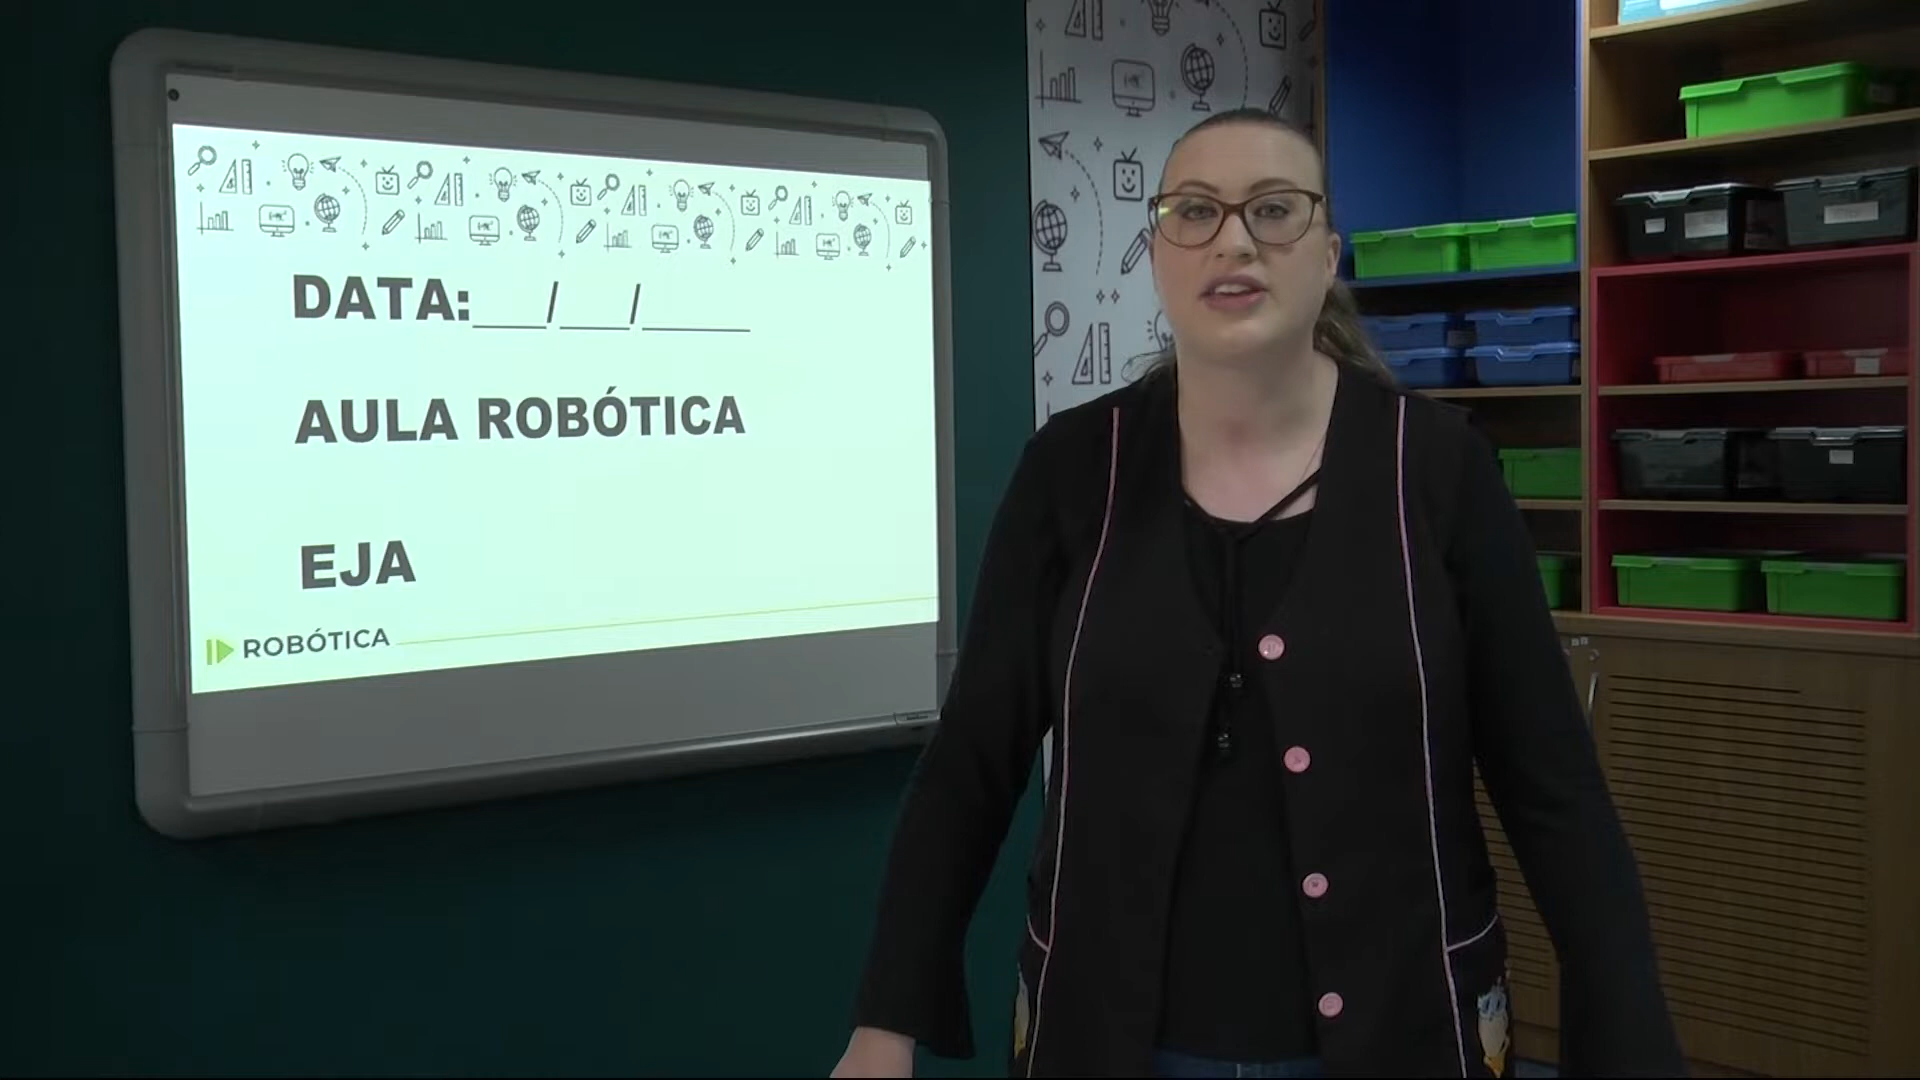 DATA:___/___/_____
AULA ROBÓTICA
EJA
ROBÓTICA